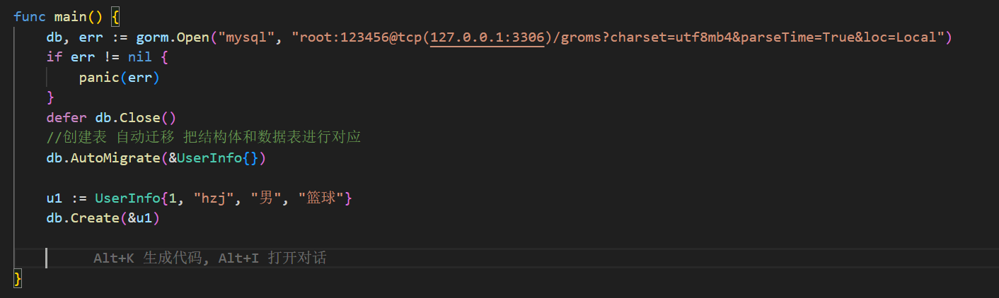 func main() {
db, err := gorm.Open("mysql", "root:123456@tcp(127.0.0.1:3306)/groms?charset=utf8mb4&parseTime=True&loc=Local")
if err != nil {
panic(err)
}
defer db.Close()
//创建表 自动迁移 把结构体和数据表进行对应
db.AutoMigrate(&UserInfo{})
u1 := UserInfo{1, "hzj", "男", "篮球"}
db.Create(&u1)
Alt+K 生成代码, Alt+I 打开对话
}